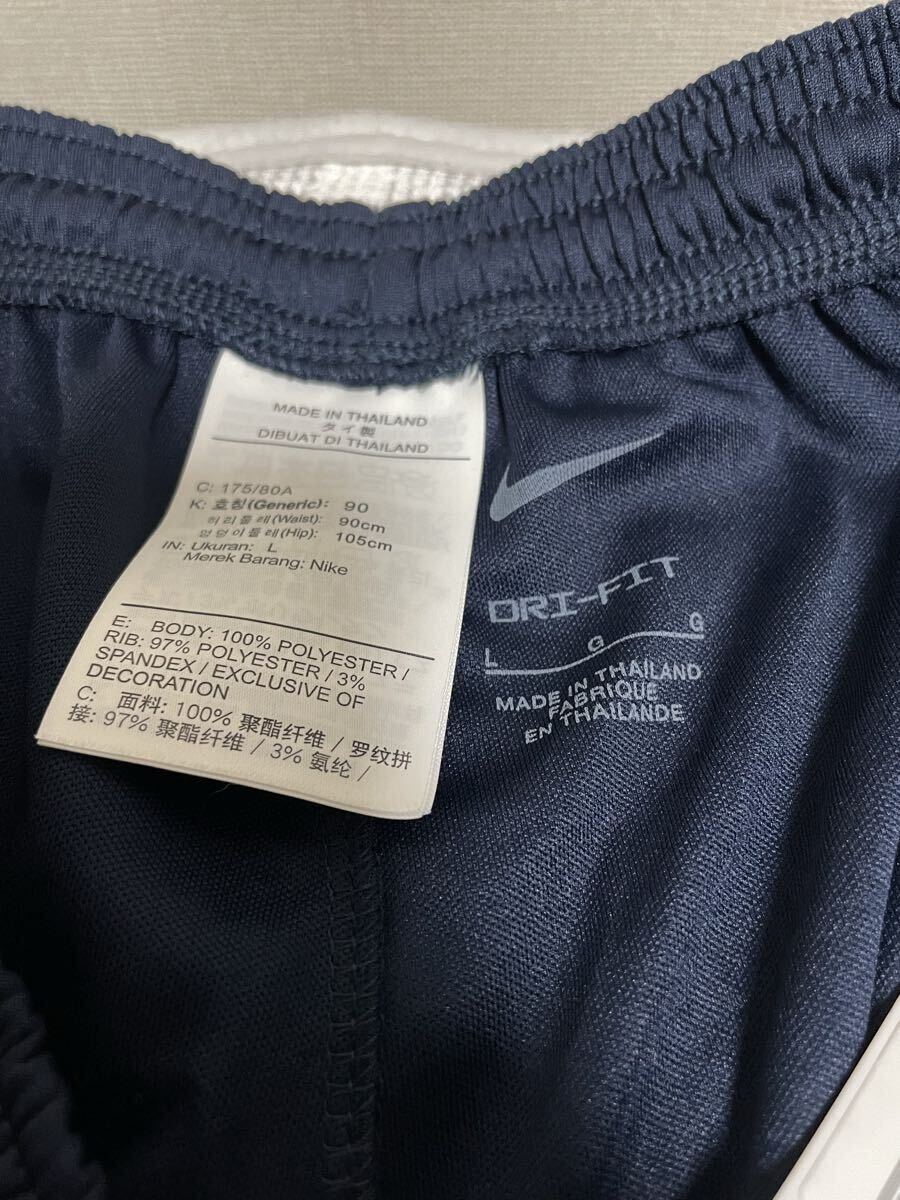 MADE IN THAILAND
タイ製
DIBUAT DI THAILAND
C: 175/80A
K: 호칭(Generic): 90
허리둘레(Waist): 90cm
엉덩이둘레(Hip): 105cm
IN: Ukuran: L
Merek Barang: Nike
E: BODY: 100% POLYESTER /
RIB: 97% POLYESTER / 3%
SPANDEX / EXCLUSIVE OF
DECORATION
C: 面料: 100% 聚酯纤维 / 罗纹拼
接: 97% 聚酯纤维 / 3% 氨纶 /
DRI-FIT
L G G
MADE IN THAILAND
FABRIQUE
EN THAILANDE